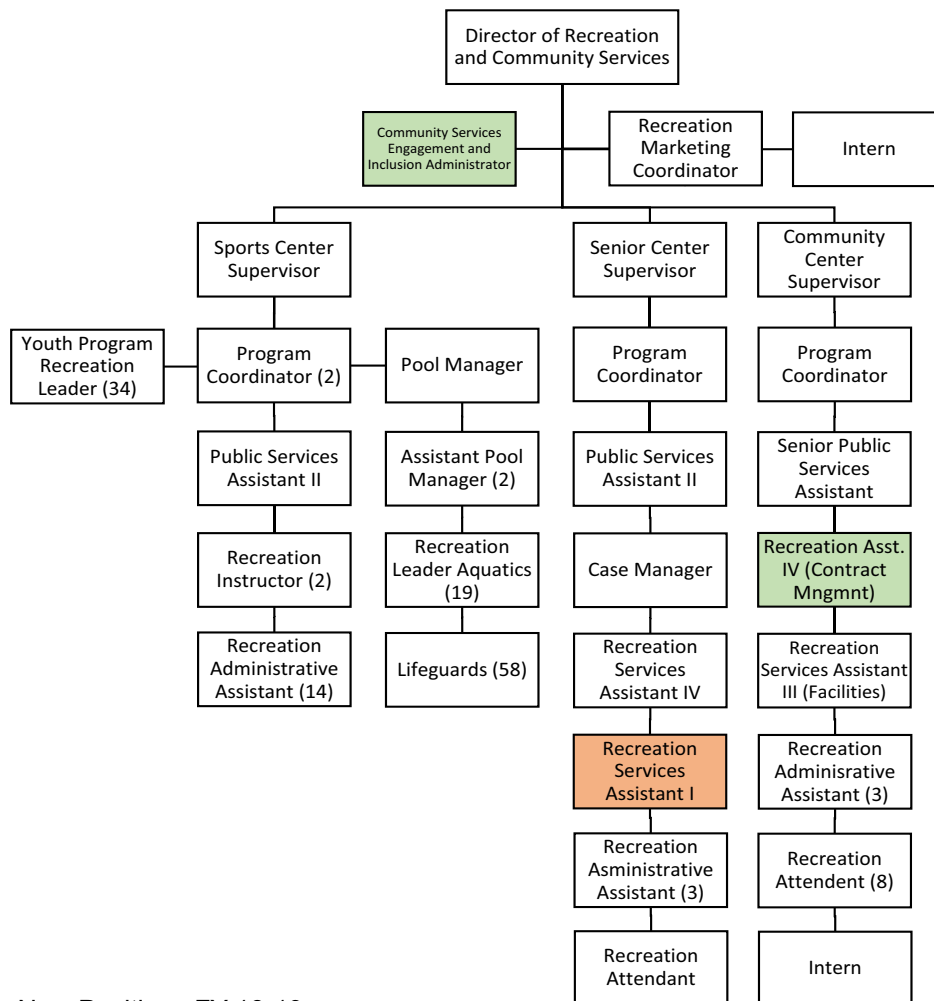 Director of Recreation
and Community Services
Community Services
Engagement and
Inclusion Administrator
Recreation
Marketing
Coordinator
Intern
Sports Center
Supervisor
Senior Center
Supervisor
Community
Center
Supervisor
Youth Program
Recreation
Leader (34)
Program
Coordinator (2)
Pool Manager
Program
Coordinator
Program
Coordinator
Public Services
Assistant II
Assistant Pool
Manager (2)
Public Services
Assistant II
Senior Public
Services
Assistant
Recreation
Instructor (2)
Recreation
Leader Aquatics
(19)
Case Manager
Recreation Asst.
IV (Contract
Mngmnt)
Recreation
Administrative
Assistant (14)
Lifeguards (58)
Recreation
Services
Assistant IV
Recreation
Services Assistant
III (Facilities)
Recreation
Services
Assistant I
Recreation
Adminisrative
Assistant (3)
Recreation
Asministrative
Assistant (3)
Recreation
Attendent (8)
Recreation
Attendant
Intern